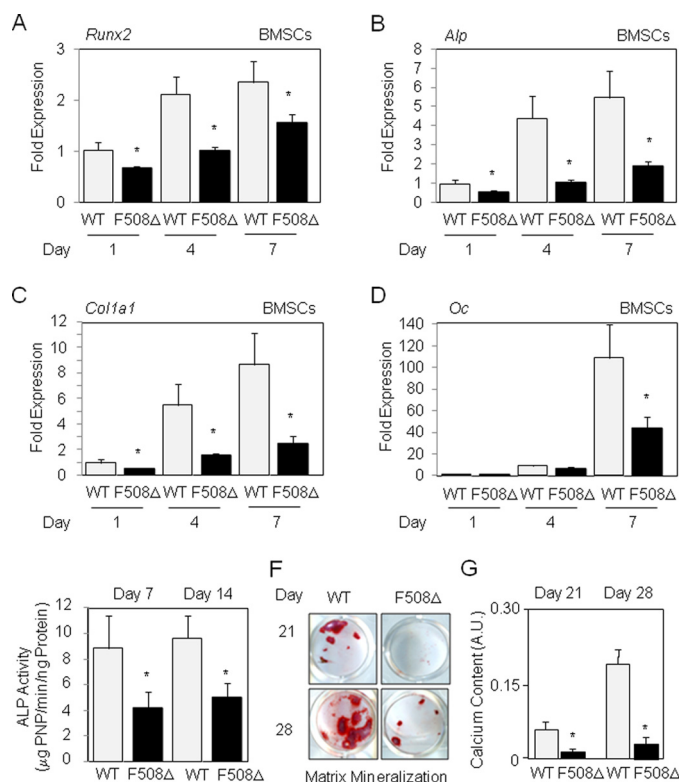 A
Runx2 BMSCs
3
2
1
0
Fold Expression
*
*
*
WT F508Δ WT F508Δ WT F508Δ
Day 1 4 7
B
Alp BMSCs
8
7
6
5
4
3
2
1
0
Fold Expression
*
*
*
WT F508Δ WT F508Δ WT F508Δ
Day 1 4 7
C
Col1a1 BMSCs
12
10
8
6
4
2
0
Fold Expression
*
*
*
WT F508Δ WT F508Δ WT F508Δ
Day 1 4 7
D
Oc BMSCs
140
120
100
80
60
40
20
0
Fold Expression
*
WT F508Δ WT F508Δ WT F508Δ
Day 1 4 7
Day 7 Day 14
12
10
8
6
4
2
0
ALP Activity
(μg PNP/min/ng Protein)
*
*
WT F508Δ WT F508Δ
F
Day WT F508Δ
21
28
Matrix Mineralization
G
Day 21 Day 28
0.30
0.15
0
Calcium Content (A.U.)
*
*
WT F508Δ WT F508Δ